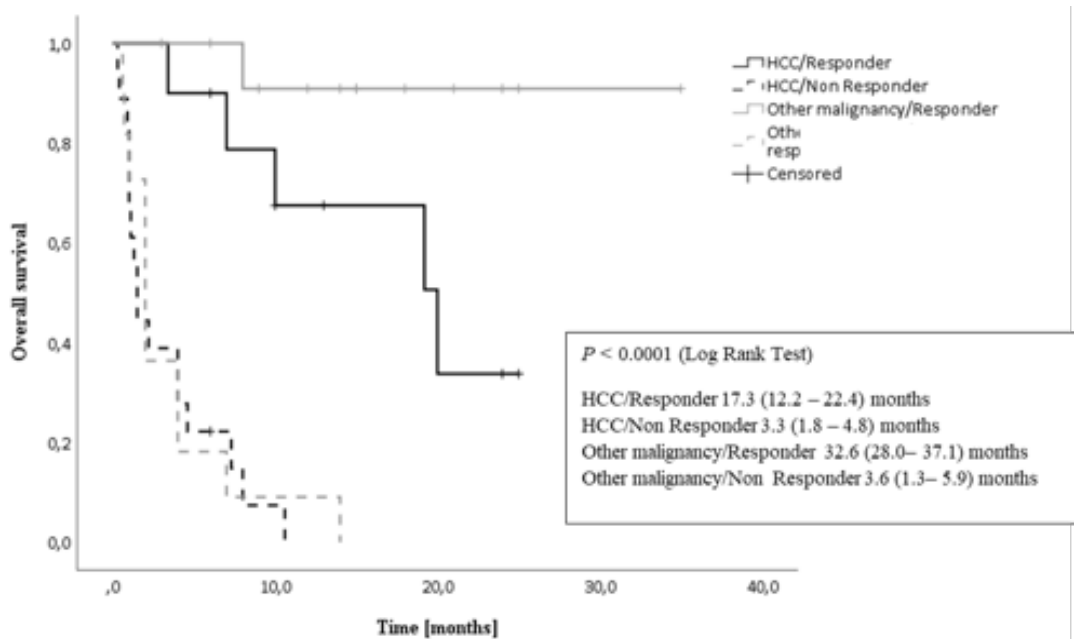 1,0
0,8
0,6
0,4
0,2
0,0
Overall survival
,0
10,0
20,0
30,0
40,0
Time [months]
HCC/Responder
HCC/Non Responder
Other malignancy/Responder
Othe
resp
Censored
P < 0.0001 (Log Rank Test)
HCC/Responder 17.3 (12.2 – 22.4) months
HCC/Non Responder 3.3 (1.8 – 4.8) months
Other malignancy/Responder 32.6 (28.0– 37.1) months
Other malignancy/Non Responder 3.6 (1.3– 5.9) months